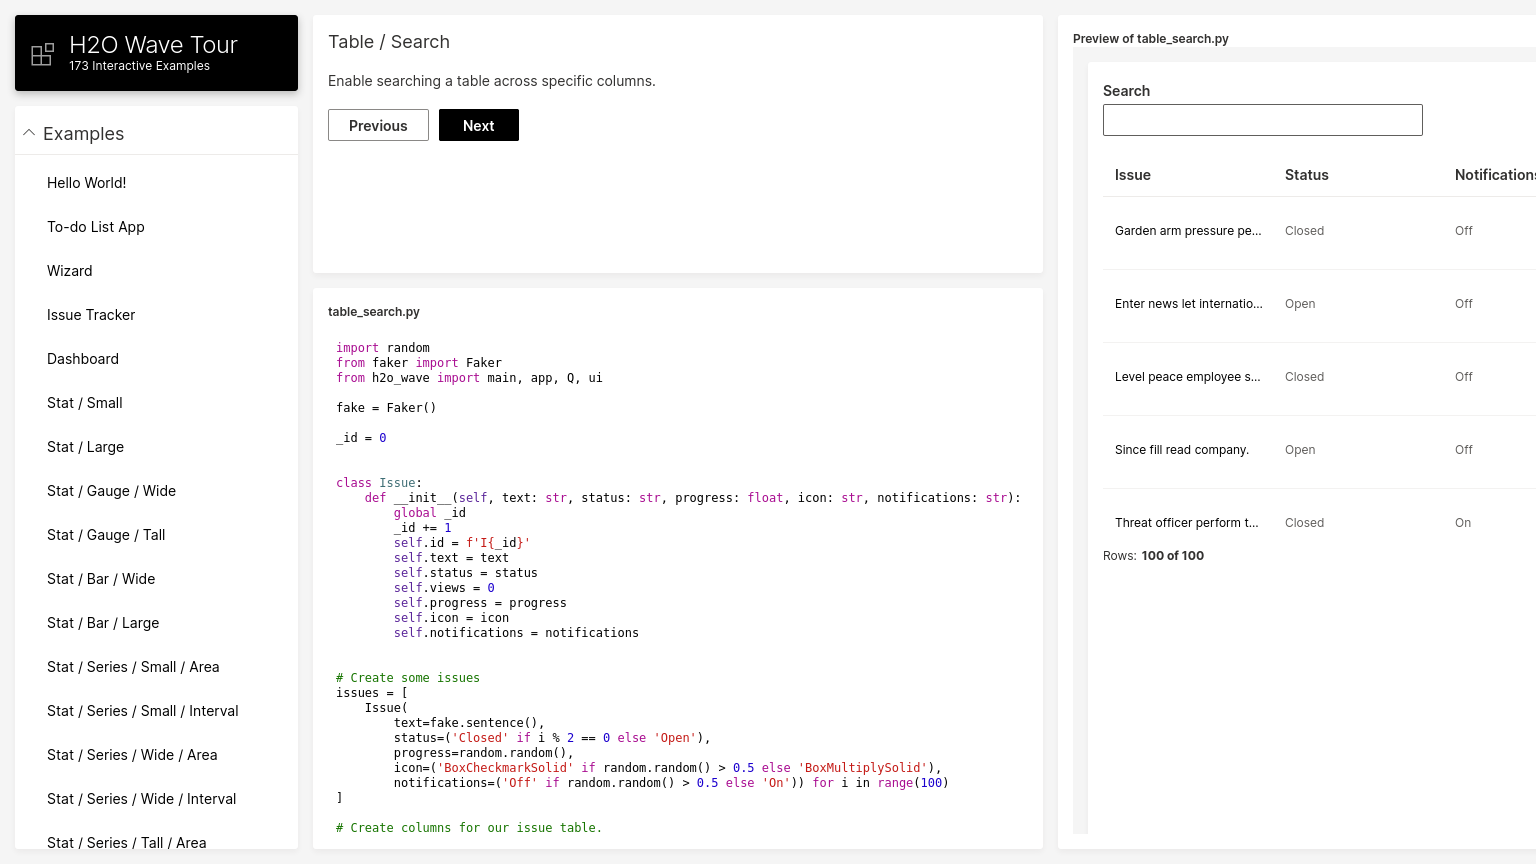 H2O Wave Tour
173 Interactive Examples
Examples
Hello World!
To-do List App
Wizard
Issue Tracker
Dashboard
Stat / Small
Stat / Large
Stat / Gauge / Wide
Stat / Gauge / Tall
Stat / Bar / Wide
Stat / Bar / Large
Stat / Series / Small / Area
Stat / Series / Small / Interval
Stat / Series / Wide / Area
Stat / Series / Wide / Interval
Stat / Series / Tall / Area
Table / Search
Enable searching a table across specific columns.
Previous Next
table_search.py
import random
from faker import Faker
from h2o_wave import main, app, Q, ui
fake = Faker()
_id = 0
class Issue:
    def __init__(self, text: str, status: str, progress: float, icon: str, notifications: str):
        global _id
        _id += 1
        self.id = f'I{_id}'
        self.text = text
        self.status = status
        self.views = 0
        self.progress = progress
        self.icon = icon
        self.notifications = notifications
# Create some issues
issues = [
    Issue(
        text=fake.sentence(),
        status=('Closed' if i % 2 == 0 else 'Open'),
        progress=random.random(),
        icon=('BoxCheckmarkSolid' if random.random() > 0.5 else 'BoxMultiplySolid'),
        notifications=('Off' if random.random() > 0.5 else 'On')) for i in range(100)
]
# Create columns for our issue table.
Preview of table_search.py
Search
Issue Status Notifications
Garden arm pressure pe... Closed Off
Enter news let internatio... Open Off
Level peace employee s... Closed Off
Since fill read company. Open Off
Threat officer perform t... Closed On
Rows: 100 of 100